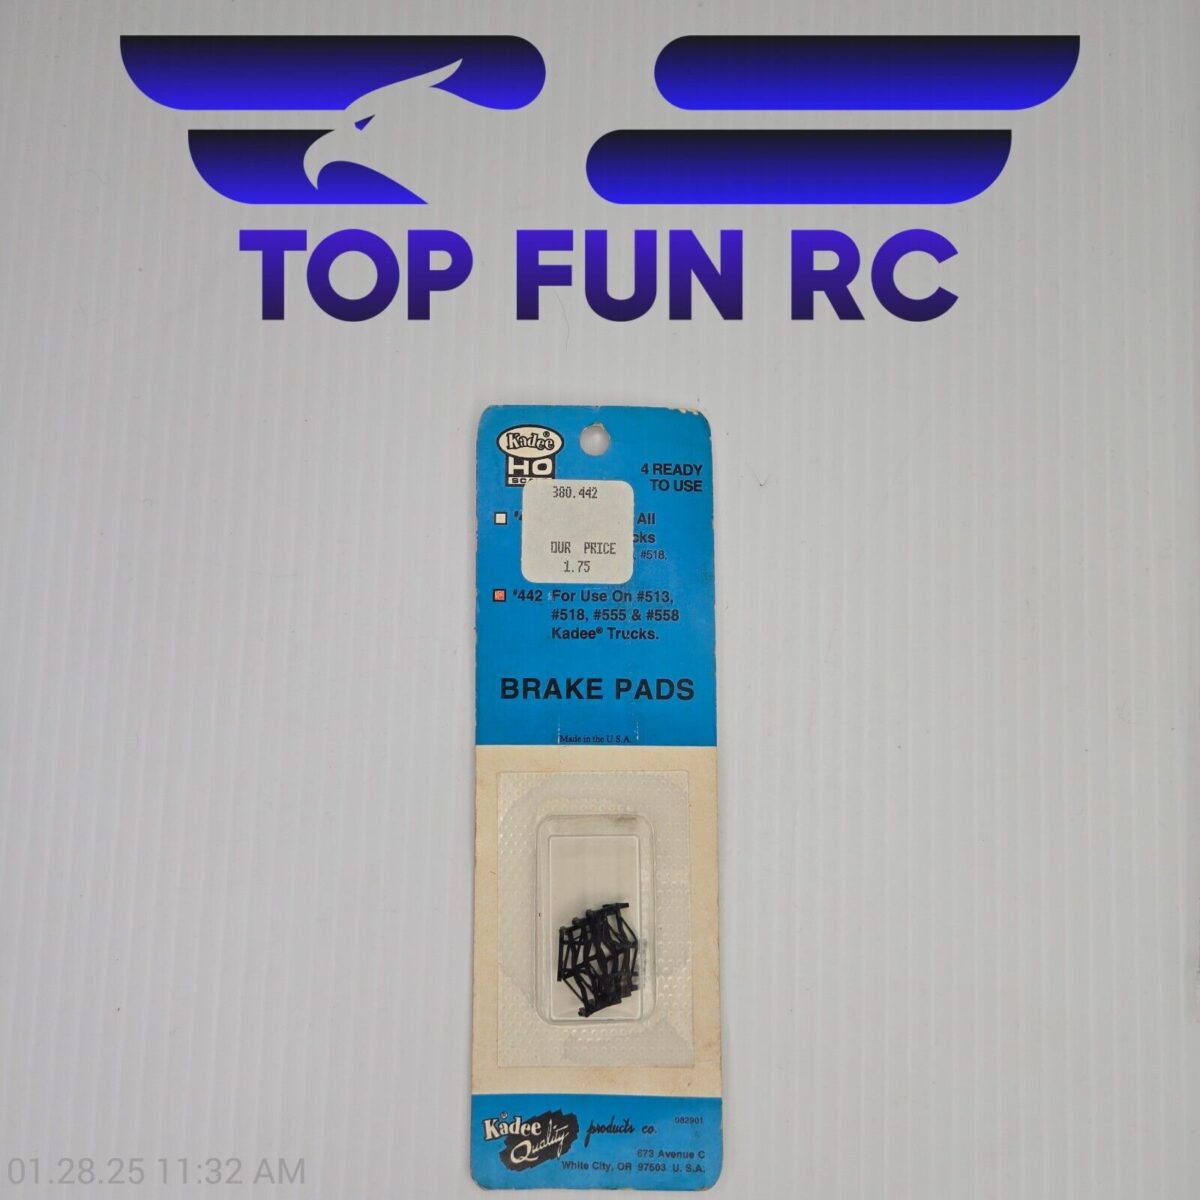 TOP FUN RC
Kadee®
HO
4 READY
TO USE
380.442
All
OUR PRICE
#518,
1.75
#442 For Use On #513,
#518, #555 & #558
Kadee® Trucks.
BRAKE PADS
Made in the U.S.A.
Kadee®
Quality
products co.
082901
673 Avenue C
White City, OR 97503 U.S.A.
01.28.25 11:32 AM